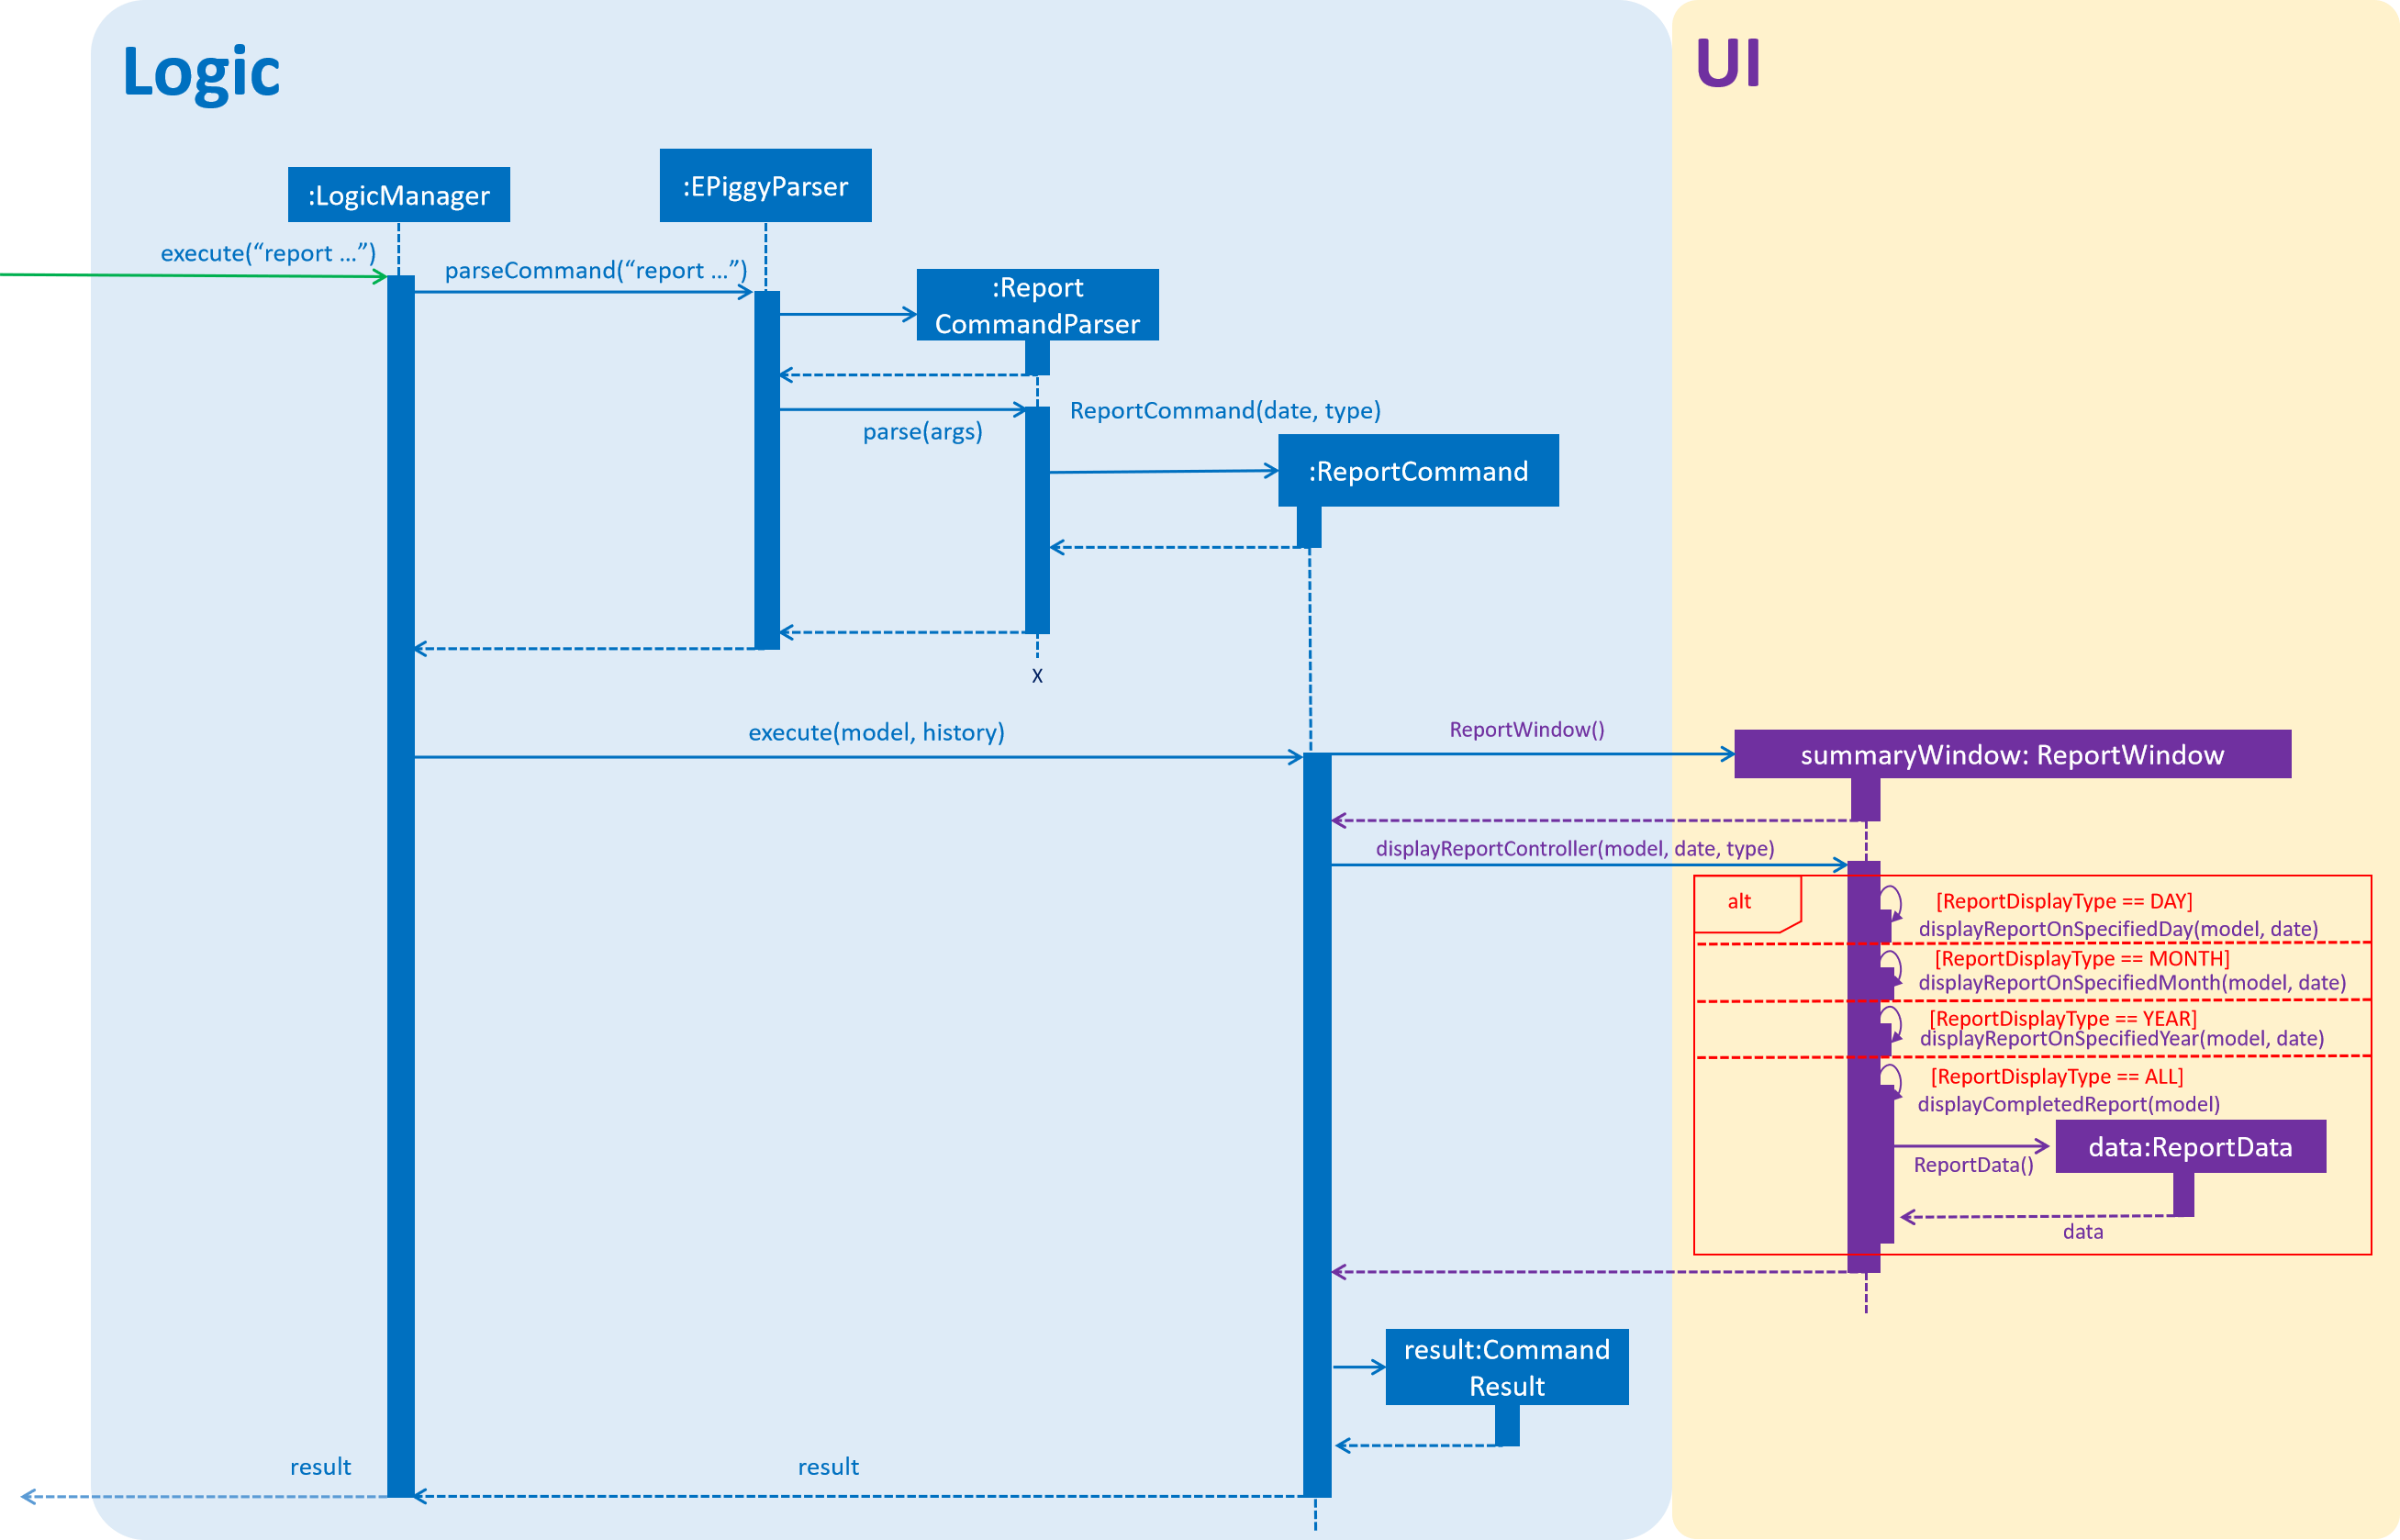 Logic
UI
:LogicManager
:EPiggyParser
execute(“report ...”)
parseCommand(“report ...”)
:Report
CommandParser
parse(args)
ReportCommand(date, type)
:ReportCommand
X
execute(model, history)
ReportWindow()
summaryWindow: ReportWindow
displayReportController(model, date, type)
alt
[ReportDisplayType == DAY]
displayReportOnSpecifiedDay(model, date)
[ReportDisplayType == MONTH]
displayReportOnSpecifiedMonth(model, date)
[ReportDisplayType == YEAR]
displayReportOnSpecifiedYear(model, date)
[ReportDisplayType == ALL]
displayCompletedReport(model)
data:ReportData
ReportData()
data
result:Command
Result
result
result